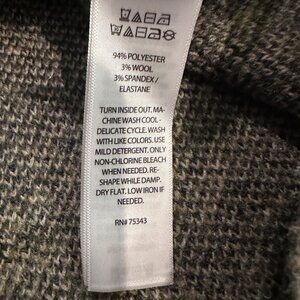 94% POLYESTER
3% WOOL
3% SPANDEX/
ELASTANE
TURN INSIDE OUT. MA-
CHINE WASH COOL -
DELICATE CYCLE. WASH
WITH LIKE COLORS. USE
MILD DETERGENT. ONLY
NON-CHLORINE BLEACH
WHEN NEEDED. RE-
SHAPE WHILE DAMP.
DRY FLAT. LOW IRON IF
NEEDED.
RN# 75343